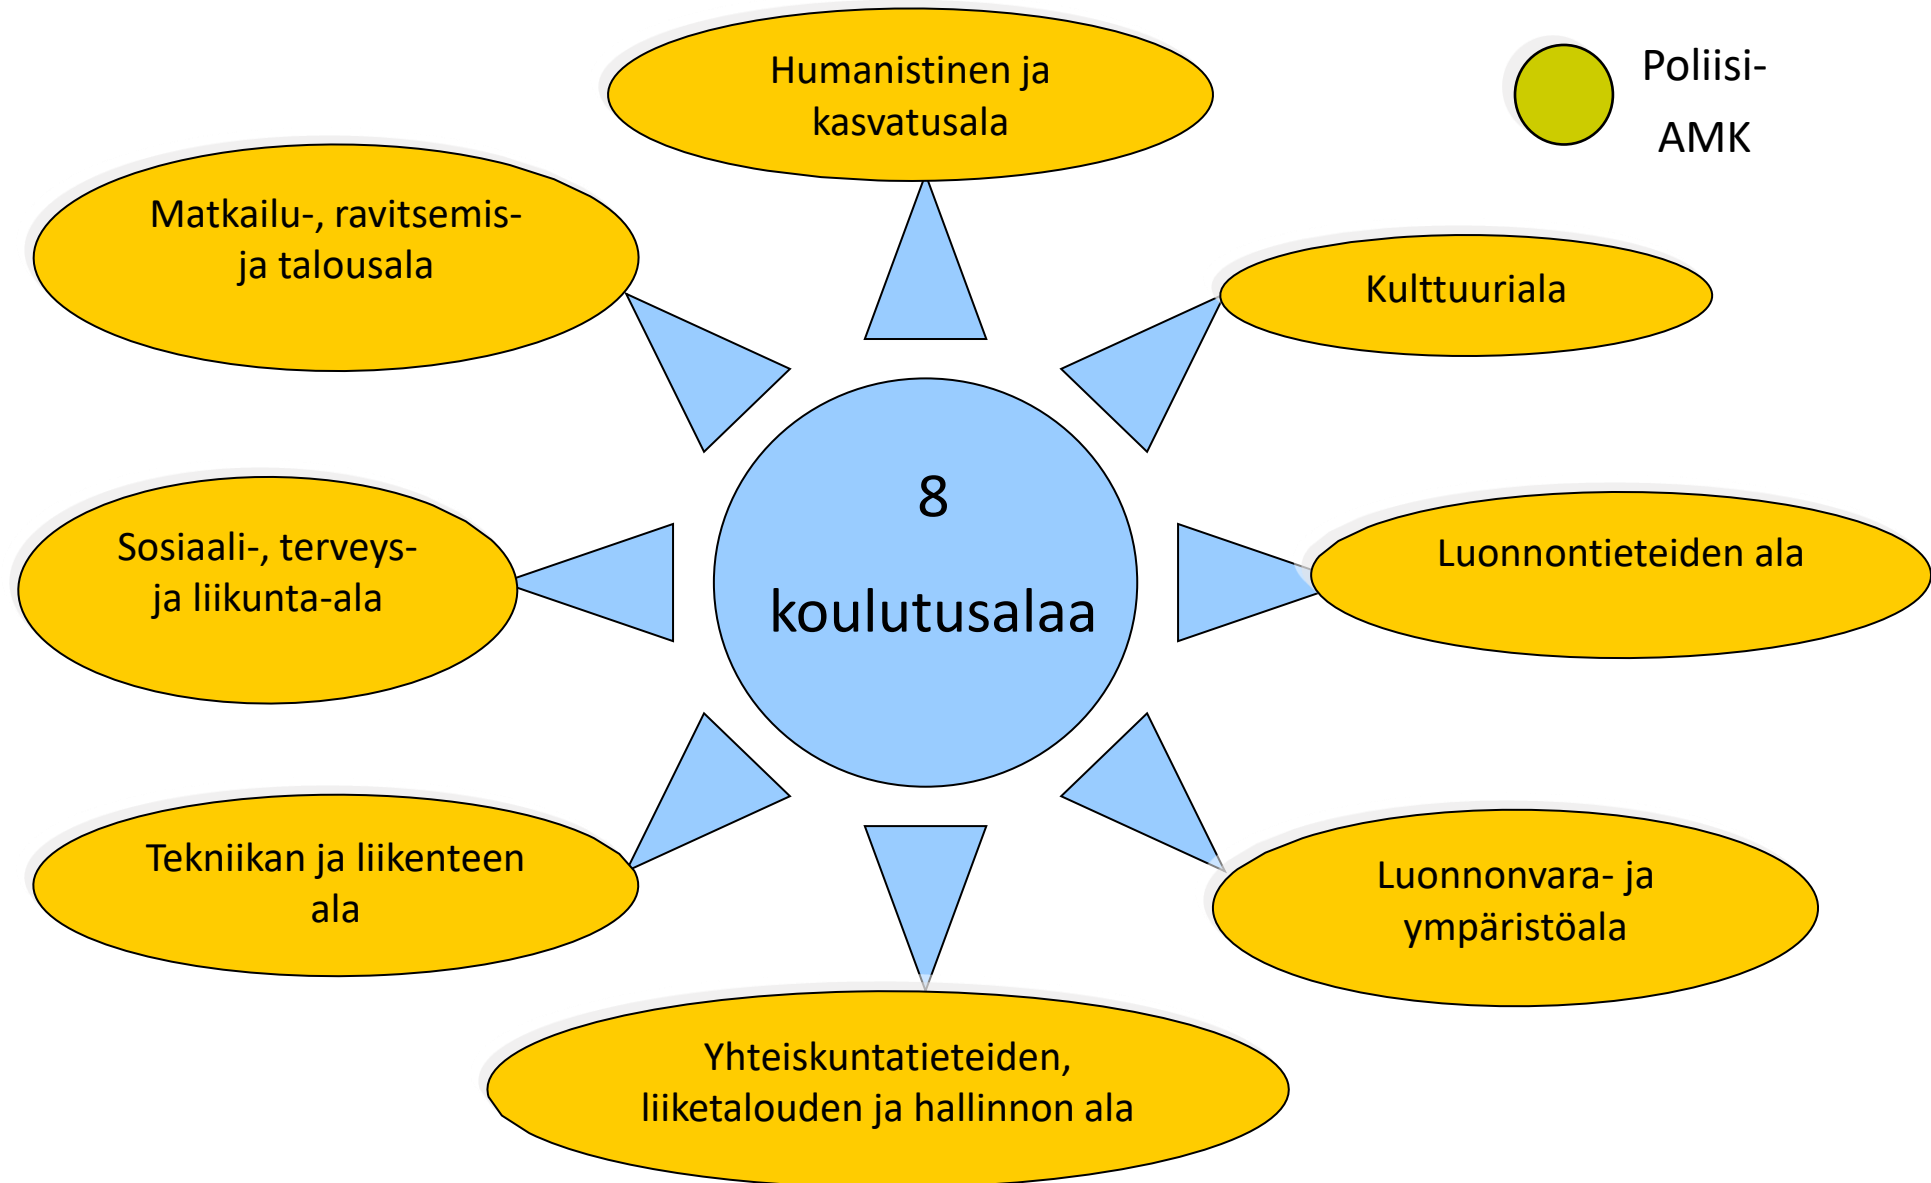 Humanistinen ja
kasvatusala
Poliisi-
AMK
Matkailu-, ravitsemis-
ja talousala
Kulttuuriala
8
koulutusalaa
Sosiaali-, terveys-
ja liikunta-ala
Luonnontieteiden ala
Tekniikan ja liikenteen
ala
Luonnonvara- ja
ympäristöala
Yhteiskuntatieteiden,
liiketalouden ja hallinnon ala